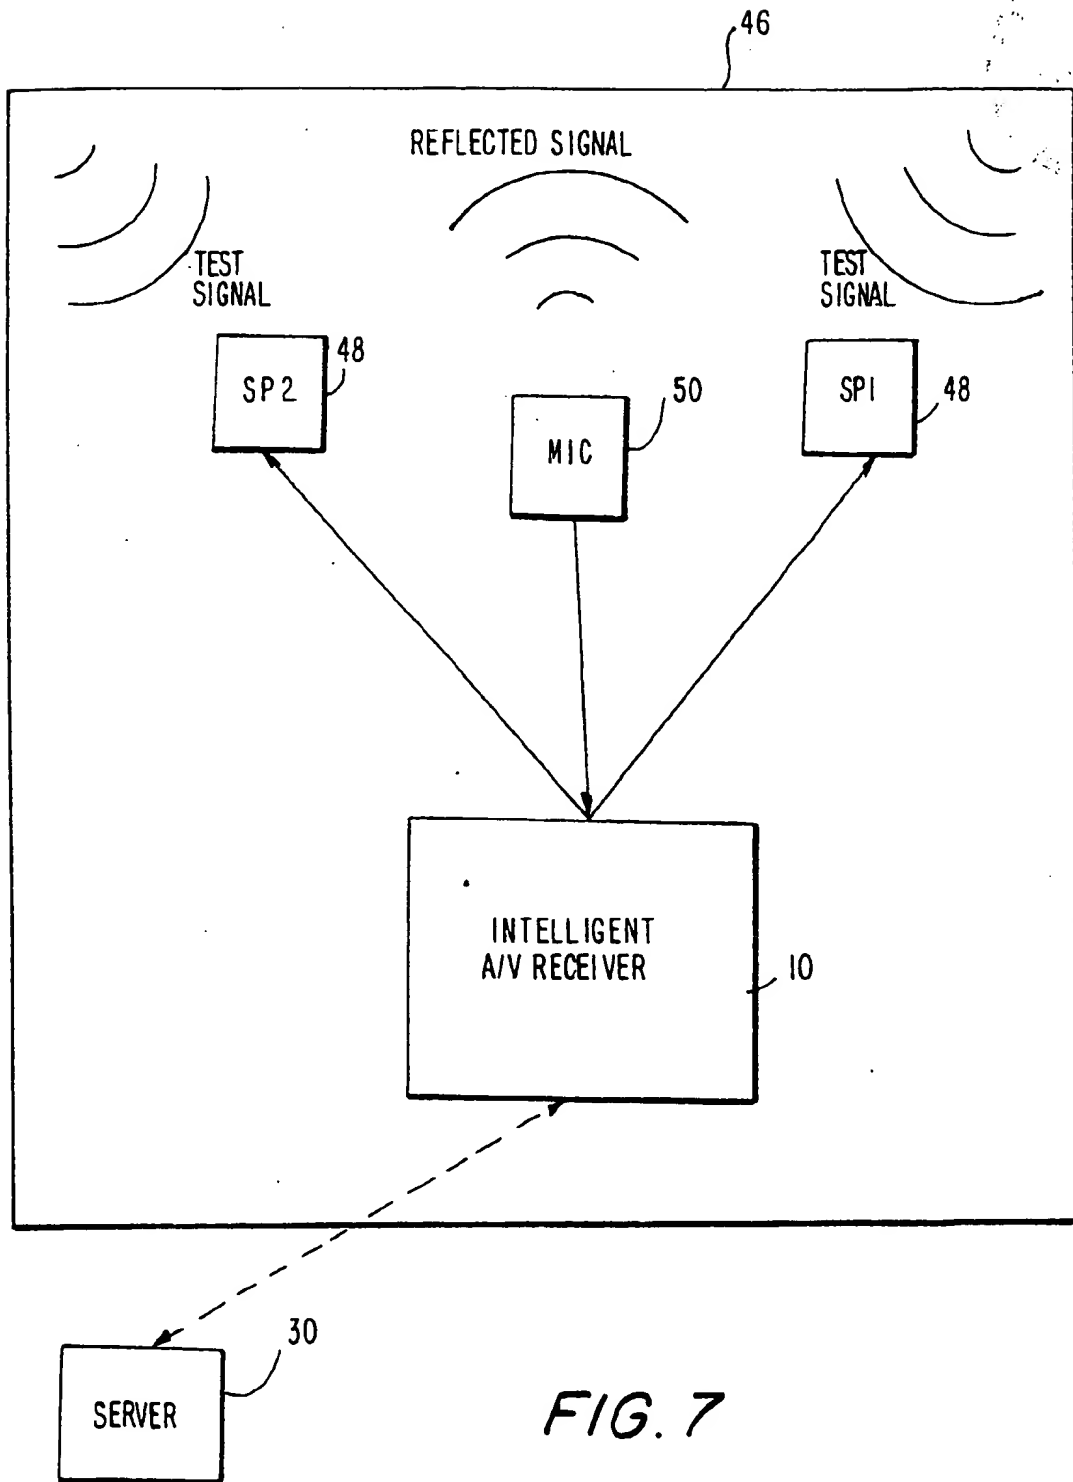 46
REFLECTED SIGNAL
TEST
SIGNAL
TEST
SIGNAL
SP2
48
MIC
50
SP1
48
INTELLIGENT
A/V RECEIVER
10
SERVER
30
FIG. 7